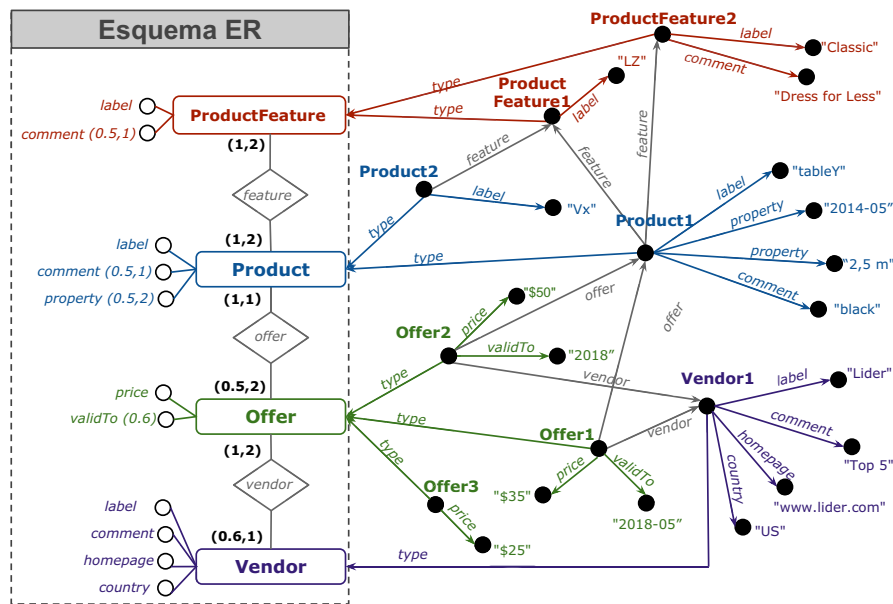 Esquema ER
ProductFeature2
label
"Classic"
comment
"Dress for Less"
type
"LZ"
Product
Feature1
label
type
label
ProductFeature
comment (0.5,1)
(1,2)
feature
feature
feature
feature
Product2
label
"Vx"
type
Product1
label
"tableY"
property
"2014-05”
property
"2,5 m"
comment
"black"
type
(1,2)
label
Product
comment (0.5,1)
property (0.5,2)
(1,1)
offer
offer
offer
"$50"
price
Offer2
validTo
"2018”
type
vendor
(0.5,2)
price
Offer
validTo (0.6)
(1,2)
type
type
Vendor1
label
"Lider"
comment
"Top 5"
homepage
"www.lider.com"
country
"US"
Offer1
vendor
price
"$35"
validTo
"2018-05”
Offer3
price
"$25"
vendor
label
comment
(0.6,1)
homepage
Vendor
country
type